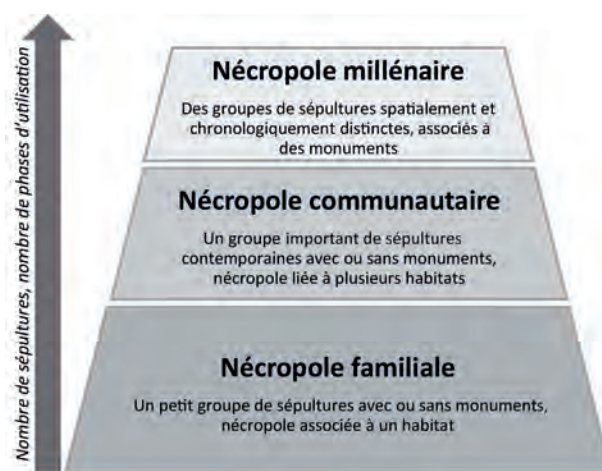 Nombre de sépultures, nombre de phases d'utilisation
Nécropole millénaire
Des groupes de sépultures spatialement et
chronologiquement distinctes, associés à
des monuments
Nécropole communautaire
Un groupe important de sépultures
contemporaines avec ou sans monuments,
nécropole liée à plusieurs habitats
Nécropole familiale
Un petit groupe de sépultures avec ou sans monuments,
nécropole associée à un habitat